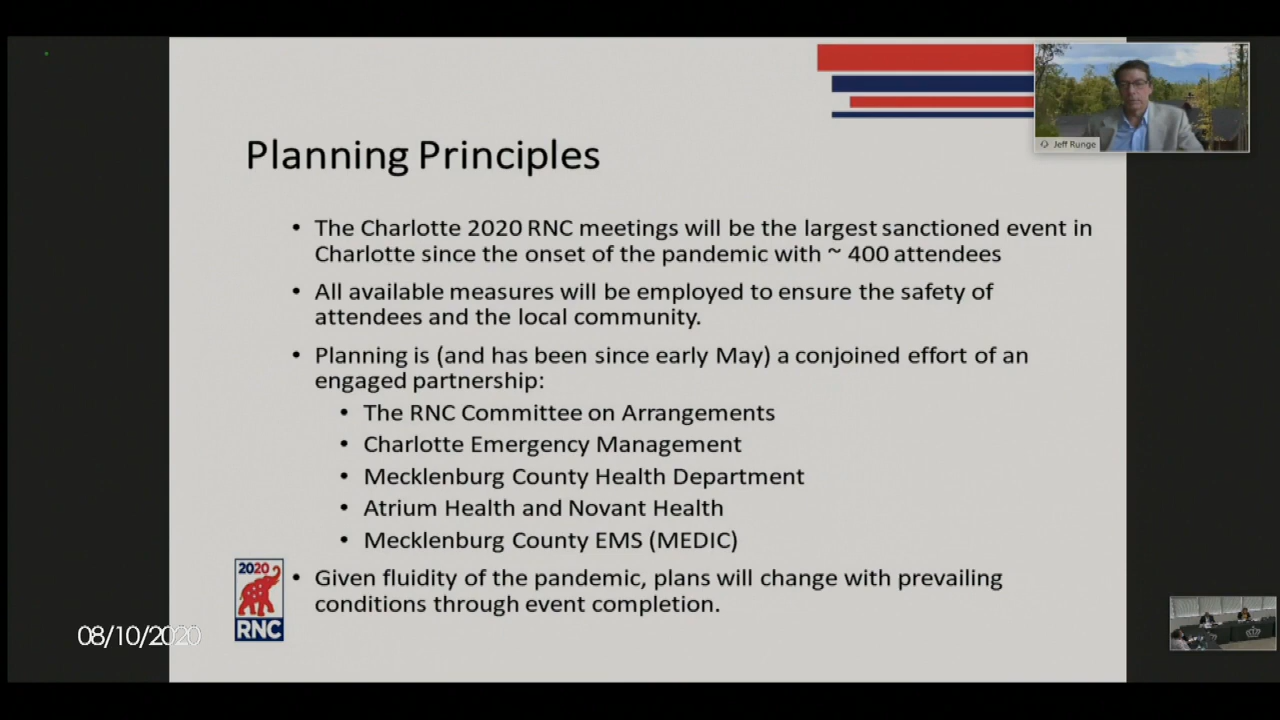 Jeff Runge
Planning Principles
• The Charlotte 2020 RNC meetings will be the largest sanctioned event in
Charlotte since the onset of the pandemic with ~ 400 attendees
• All available measures will be employed to ensure the safety of
attendees and the local community.
• Planning is (and has been since early May) a conjoined effort of an
engaged partnership:
• The RNC Committee on Arrangements
• Charlotte Emergency Management
• Mecklenburg County Health Department
• Atrium Health and Novant Health
• Mecklenburg County EMS (MEDIC)
• Given fluidity of the pandemic, plans will change with prevailing
conditions through event completion.
2020
RNC
08/10/2020